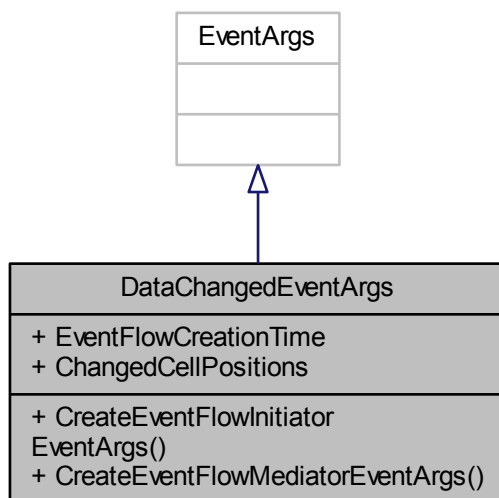 EventArgs
DataChangedEventArgs
+ EventFlowCreationTime
+ ChangedCellPositions
+ CreateEventFlowInitiator
EventArgs()
+ CreateEventFlowMediatorEventArgs()